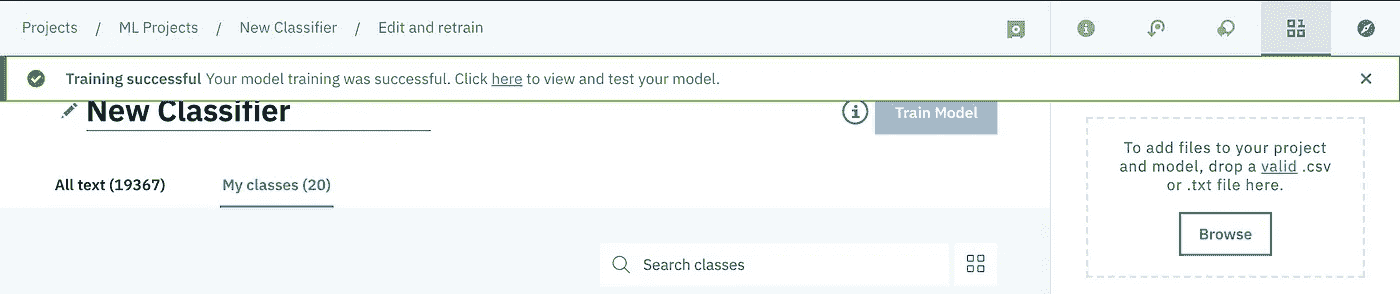 Projects / ML Projects / New Classifier / Edit and retrain
Training successful Your model training was successful. Click here to view and test your model.
New Classifier
Train Model
All text (19367) My classes (20)
Search classes
To add files to your project
and model, drop a valid .csv
or .txt file here.
Browse